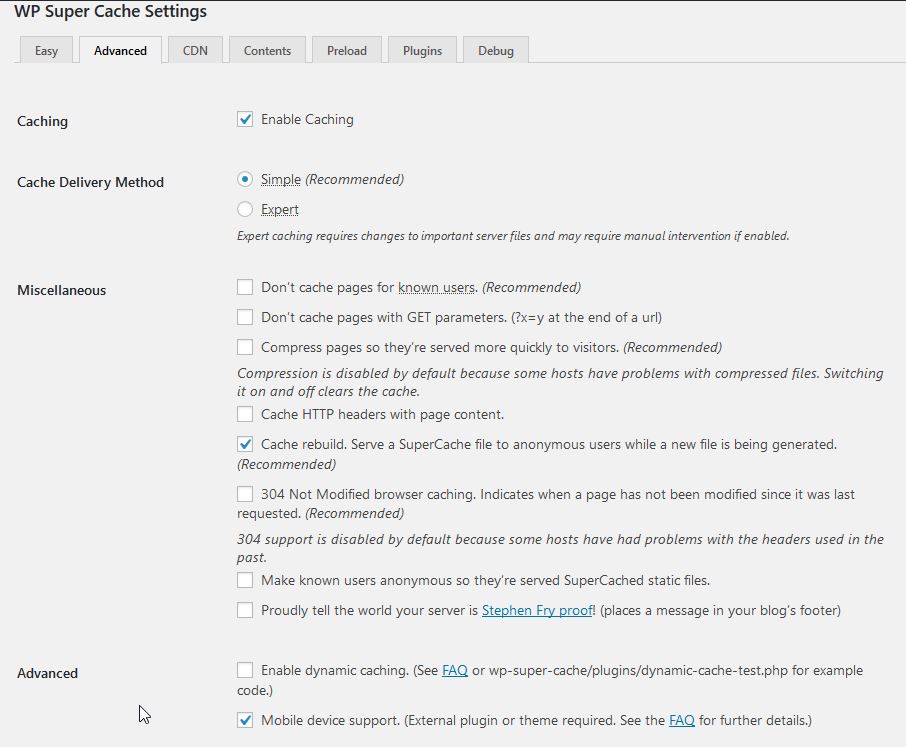 WP Super Cache Settings
Easy Advanced CDN Contents Preload Plugins Debug
Caching Enable Caching
Cache Delivery Method Simple (Recommended)
Expert
Expert caching requires changes to important server files and may require manual intervention if enabled.
Miscellaneous Don’t cache pages for known users. (Recommended)
Don’t cache pages with GET parameters. (?x=y at the end of a url)
Compress pages so they’re served more quickly to visitors. (Recommended)
Compression is disabled by default because some hosts have problems with compressed files. Switching
it on and off clears the cache.
Cache HTTP headers with page content.
Cache rebuild. Serve a SuperCache file to anonymous users while a new file is being generated.
(Recommended)
304 Not Modified browser caching. Indicates when a page has not been modified since it was last
requested. (Recommended)
304 support is disabled by default because some hosts have had problems with the headers used in the
past.
Make known users anonymous so they’re served SuperCached static files.
Proudly tell the world your server is Stephen Fry proof! (places a message in your blog’s footer)
Advanced Enable dynamic caching. (See FAQ or wp-super-cache/plugins/dynamic-cache-test.php for example
code.)
Mobile device support. (External plugin or theme required. See the FAQ for further details.)